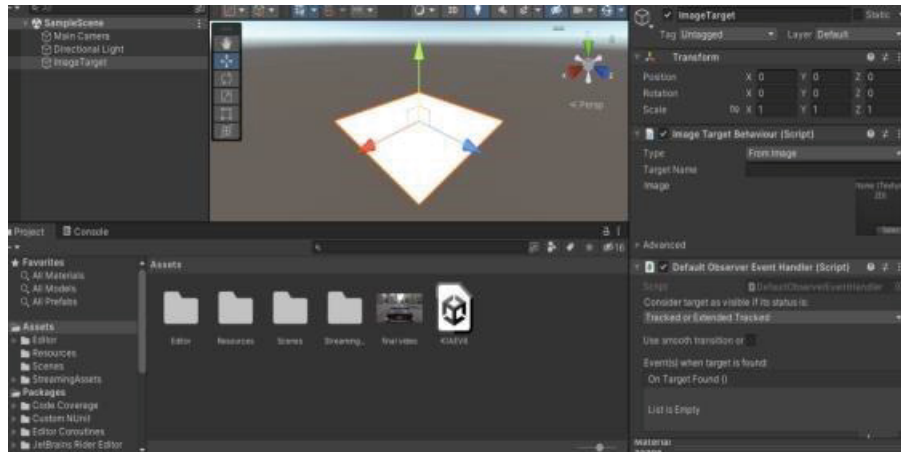 SampleScene
Main Camera
Directional Light
ImageTarget
2D
Persp
ImageTarget
Static
Tag Untagged
Layer Default
Transform
Position X 0 Y 0 Z 0
Rotation X 0 Y 0 Z 0
Scale X 1 Y 1 Z 1
Image Target Behaviour (Script)
Type From Image
Target Name
Image
Advanced
Default Observer Event Handler (Script)
Script DefaultObserverEventHandler
Consider target as visible if its status is:
Tracked or Extended Tracked
Use smooth transition or
Event(s) when target is found:
On Target Found ()
List is Empty
Material
Project
Console
16
Favorites
All Materials
All Models
All Prefabs
Assets
Editor
Resources
Scenes
StreamingAssets
Packages
Code Coverage
Custom NUnit
Editor Coroutines
JetBrains Rider Editor
Assets
Editor
Resources
Scenes
Streaming...
final video